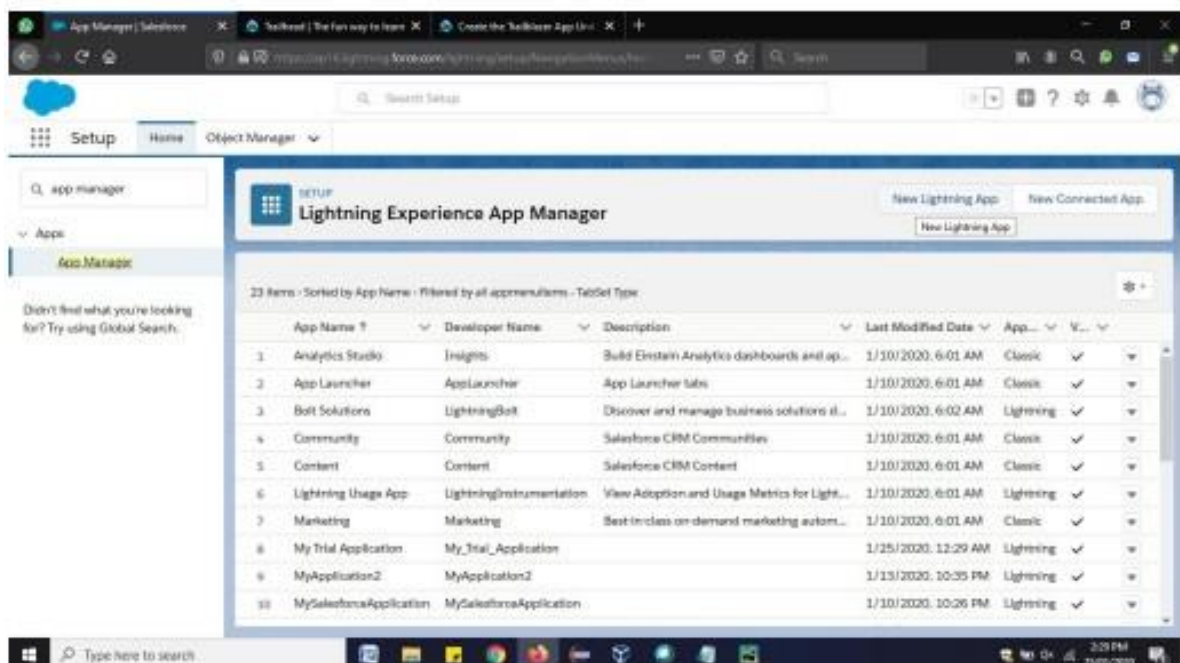 App Manager | Salesforce
Trailhead | The fun way to learn
Create the Trailblazer App Using
force.com
Search
Search Setup
Setup
Home
Object Manager
app manager
Apps
App Manager
Didn't find what you're looking
for? Try using Global Search.
SETUP
Lightning Experience App Manager
New Lightning App
New Connected App
New Lightning App
23 items • Sorted by App Name • Filtered by all appmenuitems - TabSet Type
App Name ↑ Developer Name Description Last Modified Date App... V...
1 Analytics Studio Insights Build Einstein Analytics dashboards and ap... 1/10/2020, 6:01 AM Classic
2 App Launcher AppLauncher App Launcher tabs 1/10/2020, 6:01 AM Classic
3 Bolt Solutions LightningBolt Discover and manage business solutions d... 1/10/2020, 6:02 AM Lightning
4 Community Community Salesforce CRM Communities 1/10/2020, 6:01 AM Classic
5 Content Content Salesforce CRM Content 1/10/2020, 6:01 AM Classic
6 Lightning Usage App LightningInstrumentation View Adoption and Usage Metrics for Light... 1/10/2020, 6:01 AM Lightning
7 Marketing Marketing Best-in-class on-demand marketing autom... 1/10/2020, 6:01 AM Classic
8 My Trial Application My_Trial_Application 1/25/2020, 12:29 AM Lightning
9 MyApplication2 MyApplication2 1/13/2020, 10:35 PM Lightning
10 MySalesforceApplication MySalesforceApplication 1/10/2020, 10:26 PM Lightning
Type here to search
2:29 PM